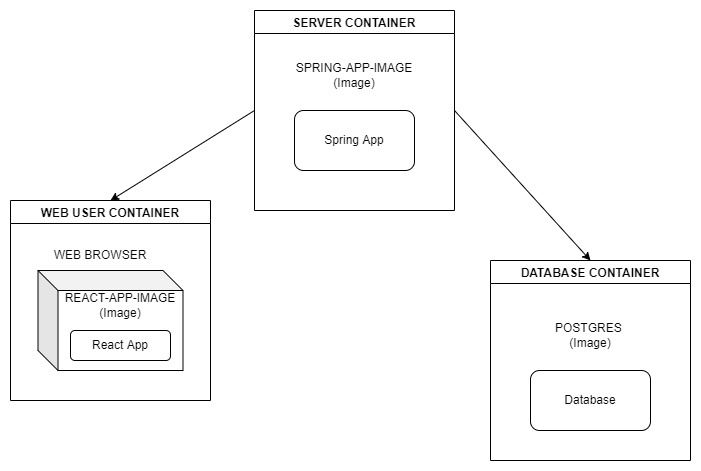 SERVER CONTAINER
SPRING-APP-IMAGE
(Image)
Spring App
WEB USER CONTAINER
WEB BROWSER
REACT-APP-IMAGE
(Image)
React App
DATABASE CONTAINER
POSTGRES
(Image)
Database